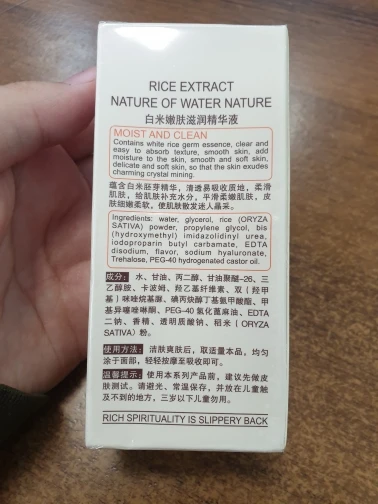 RICE EXTRACT
NATURE OF WATER NATURE
白米嫩肤滋润精华液
MOIST AND CLEAN
Contains white rice germ essence, clear and
easy to absorb texture, smooth skin, add
moisture to the skin, smooth and soft skin,
delicate and soft skin, so that the skin exudes
charming crystal mining.
蕴含白米胚芽精华，清透易吸收质地，柔滑
肌肤，给肌肤补充水分，平滑柔嫩肌肤，皮
肤细嫩柔软，使肌肤散发迷人晶采。
Ingredients: water, glycerol, rice (ORYZA
SATIVA) powder, propylene glycol, bis
(hydroxymethyl) imidazolidinyl urea,
iodoproparin butyl carbamate, EDTA
disodium, flavor, sodium hyaluronate,
Trehalose, PEG-40 hydrogenated castor oil.
成分： 水、甘油、丙二醇、甘油聚醚-26、三
乙醇胺、卡波姆、羟乙基纤维素、双（羟甲
基）咪唑烷基脲、碘丙炔醇丁基氨甲酸酯、甲
基异噻唑啉酮、PEG-40 氢化蓖麻油、EDTA
二钠、香精、透明质酸钠、稻米（ORYZA
SATIVA）粉。
使用方法： 洁肤爽肤后，取适量本品，均匀
涂于面部，轻轻按摩至吸收即可。
温馨提示： 使用本系列产品前，建议先做皮
肤测试。请避光、常温保存，并放在儿童触
及不到的地方，三岁以下儿童勿用。
RICH SPIRITUALITY IS SLIPPERY BACK